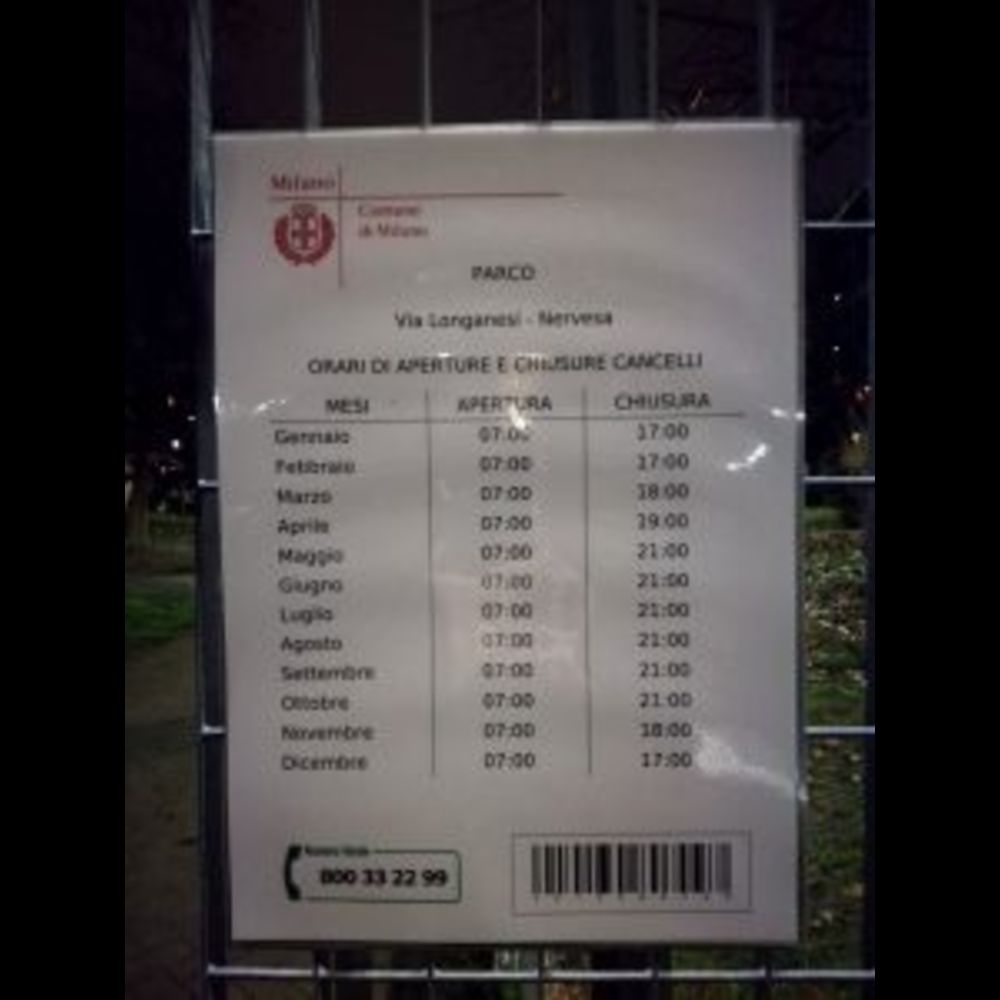 Milano
Comune
di Milano
PARCO
Via Longanesi - Nervesa
ORARI DI APERTURE E CHIUSURE CANCELLI
MESI APERTURA CHIUSURA
Gennaio 07:00 17:00
Febbraio 07:00 17:00
Marzo 07:00 18:00
Aprile 07:00 19:00
Maggio 07:00 21:00
Giugno 07:00 21:00
Luglio 07:00 21:00
Agosto 07:00 21:00
Settembre 07:00 21:00
Ottobre 07:00 21:00
Novembre 07:00 18:00
Dicembre 07:00 17:00
Numero Verde
800 33 22 99